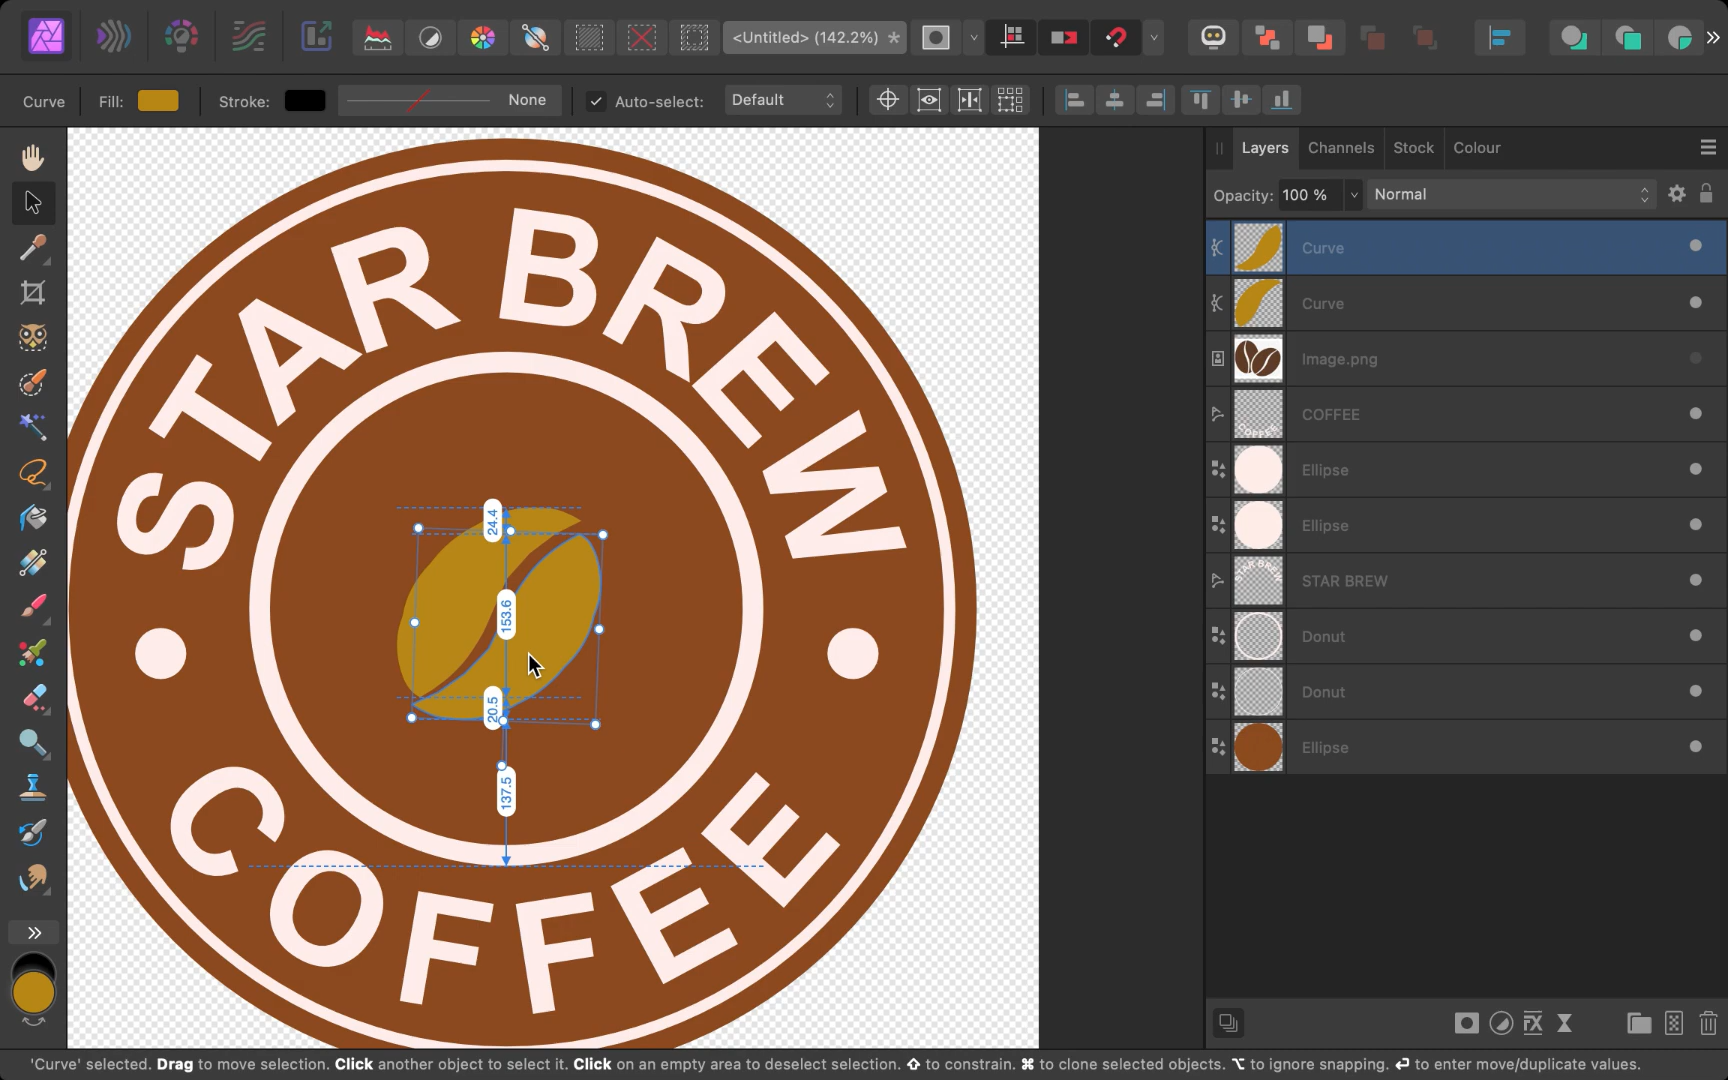 <Untitled> (142.2%) *
Curve
Fill:
Stroke:
None
Auto-select:
Default
Layers
Channels
Stock
Colour
Opacity: 100 %
Normal
Curve
Curve
Image.png
COFFEE
Ellipse
Ellipse
STAR BREW
Donut
Donut
Ellipse
STAR BREW
24.4
153.6
20.5
137.5
COFFEE
'Curve' selected. Drag to move selection. Click another object to select it. Click on an empty area to deselect selection. ⇧ to constrain. ⌘ to clone selected objects. ⌥ to ignore snapping. ↵ to enter move/duplicate values.